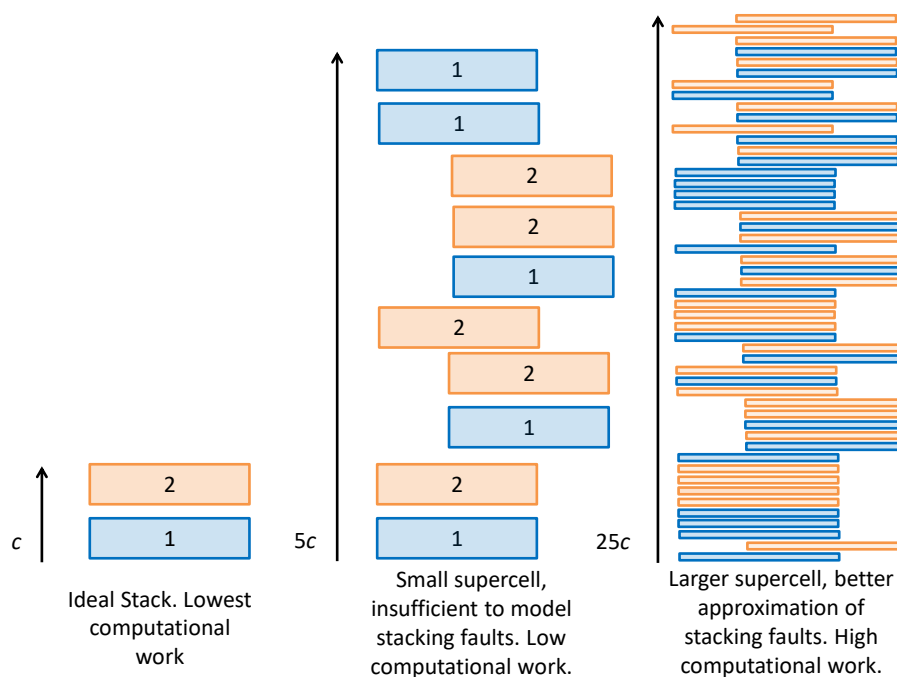 2
1
c
Ideal Stack. Lowest
computational
work
1
1
2
2
1
2
2
1
2
1
5c
Small supercell,
insufficient to model
stacking faults. Low
computational work.
25c
Larger supercell, better
approximation of
stacking faults. High
computational work.